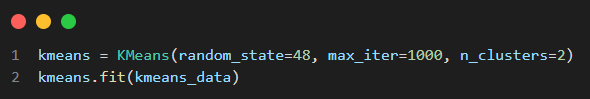 1 kmeans = KMeans(random_state=48, max_iter=1000, n_clusters=2)
2 kmeans.fit(kmeans_data)